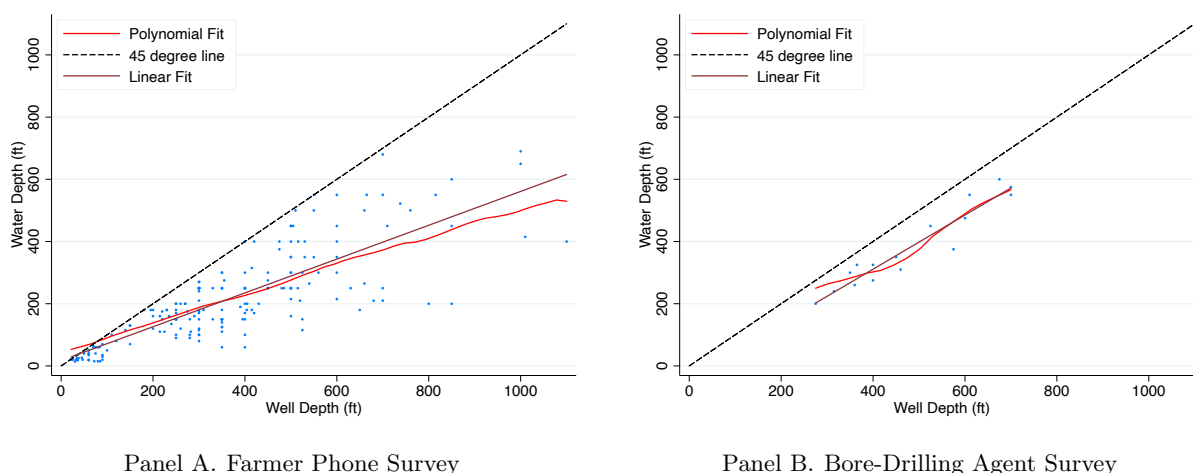 Polynomial Fit
45 degree line
Linear Fit
Water Depth (ft)
0
200
400
600
800
1000
0 200 400 600 800 1000
Well Depth (ft)
Panel A. Farmer Phone Survey
Polynomial Fit
45 degree line
Linear Fit
Water Depth (ft)
0
200
400
600
800
1000
0 200 400 600 800 1000
Well Depth (ft)
Panel B. Bore-Drilling Agent Survey